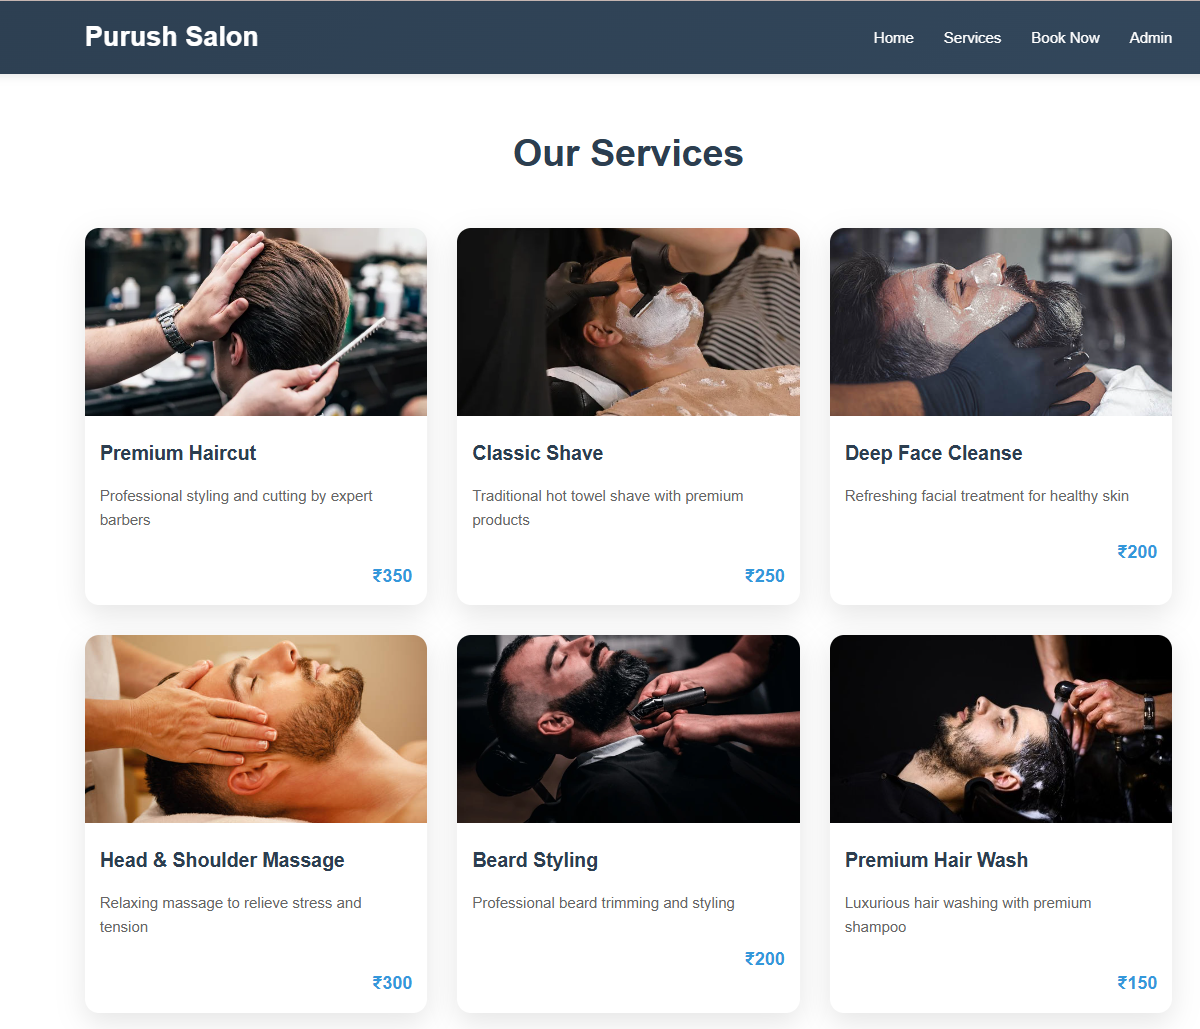 Purush Salon
Home Services Book Now Admin
Our Services
Premium Haircut
Professional styling and cutting by expert
barbers
₹350
Classic Shave
Traditional hot towel shave with premium
products
₹250
Deep Face Cleanse
Refreshing facial treatment for healthy skin
₹200
Head & Shoulder Massage
Relaxing massage to relieve stress and
tension
₹300
Beard Styling
Professional beard trimming and styling
₹200
Premium Hair Wash
Luxurious hair washing with premium
shampoo
₹150